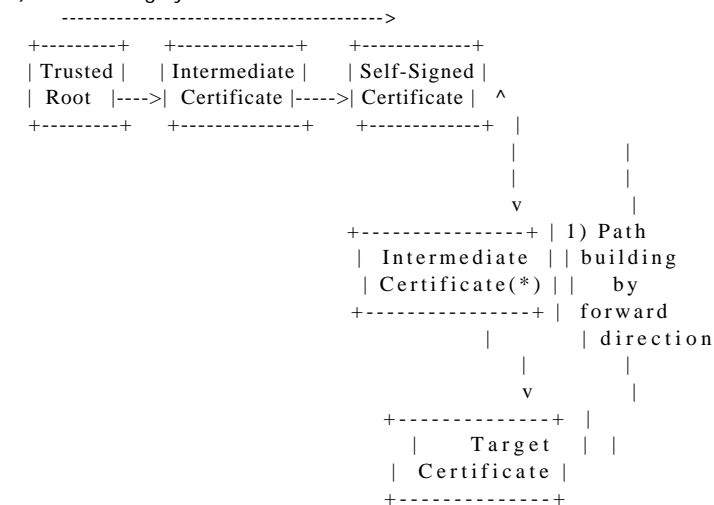 ---------------------------------------->
+---------+ +--------------+ +-------------+
| Trusted | | Intermediate | | Self-Signed |
| Root |---->| Certificate |----->| Certificate | ^
+---------+ +--------------+ +-------------+ |
| |
| |
v |
+----------------+ | 1) Path
| Intermediate | | building
| Certificate(*) | | by
+----------------+ | forward
| | direction
| |
v |
+--------------+ |
| Target | |
| Certificate |
+--------------+